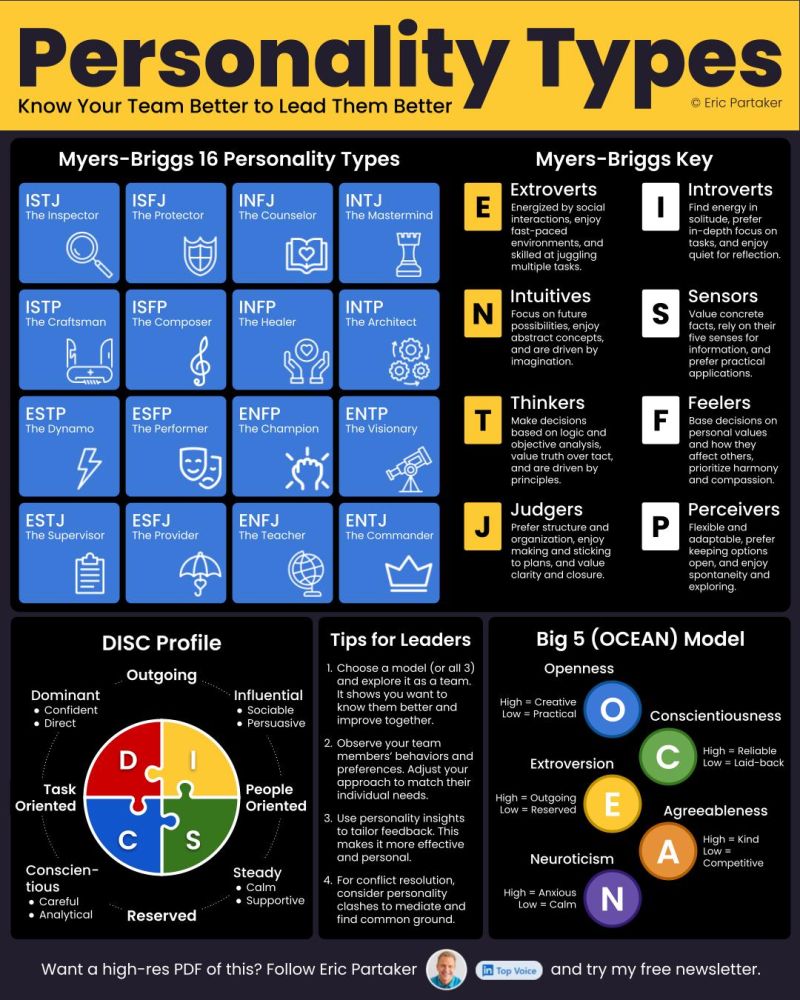 Personality Types
Know Your Team Better to Lead Them Better
© Eric Partaker
Myers-Briggs 16 Personality Types
ISTJ
The Inspector
ISFJ
The Protector
INFJ
The Counselor
INTJ
The Mastermind
ISTP
The Craftsman
ISFP
The Composer
INFP
The Healer
INTP
The Architect
ESTP
The Dynamo
ESFP
The Performer
ENFP
The Champion
ENTP
The Visionary
ESTJ
The Supervisor
ESFJ
The Provider
ENFJ
The Teacher
ENTJ
The Commander
Myers-Briggs Key
E
Extroverts
Energized by social
interactions, enjoy
fast-paced
environments, and
skilled at juggling
multiple tasks.
I
Introverts
Find energy in
solitude, prefer
in-depth focus on
tasks, and enjoy
quiet for reflection.
N
Intuitives
Focus on future
possibilities, enjoy
abstract concepts,
and are driven by
imagination.
S
Sensors
Value concrete
facts, rely on their
five senses for
information, and
prefer practical
applications.
T
Thinkers
Make decisions
based on logic and
objective analysis,
value truth over tact,
and are driven by
principles.
F
Feelers
Base decisions on
personal values
and how they
affect others,
prioritize harmony
and compassion.
J
Judgers
Prefer structure and
organization, enjoy
making and sticking
to plans, and value
clarity and closure.
P
Perceivers
Flexible and
adaptable, prefer
keeping options
open, and enjoy
spontaneity and
exploring.
DISC Profile
Outgoing
Dominant
• Confident
• Direct
Influential
• Sociable
• Persuasive
D
I
Task
Oriented
People
Oriented
C
S
Conscien-
tious
• Careful
• Analytical
Steady
• Calm
• Supportive
Reserved
Tips for Leaders
1. Choose a model (or all 3)
and explore it as a team.
It shows you want to
know them better and
improve together.
2. Observe your team
members' behaviors and
preferences. Adjust your
approach to match their
individual needs.
3. Use personality insights
to tailor feedback. This
makes it more effective
and personal.
4. For conflict resolution,
consider personality
clashes to mediate and
find common ground.
Big 5 (OCEAN) Model
Openness
High = Creative
Low = Practical
O
Conscientiousness
C
High = Reliable
Low = Laid-back
Extroversion
High = Outgoing
Low = Reserved
E
Agreeableness
A
High = Kind
Low =
Competitive
Neuroticism
High = Anxious
Low = Calm
N
Want a high-res PDF of this? Follow Eric Partaker in Top Voice and try my free newsletter.